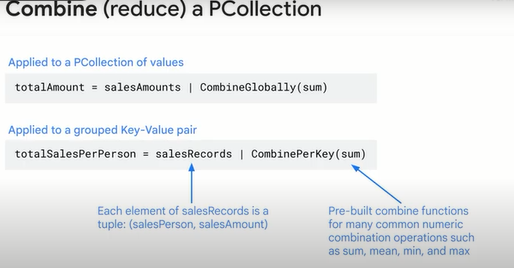 Combine (reduce) a PCollection
Applied to a PCollection of values
totalAmount = salesAmounts | CombineGlobally(sum)
Applied to a grouped Key-Value pair
totalSalesPerPerson = salesRecords | CombinePerKey(sum)
Each element of salesRecords is a
tuple: (salesPerson, salesAmount)
Pre-built combine functions
for many common numeric
combination operations such
as sum, mean, min, and max